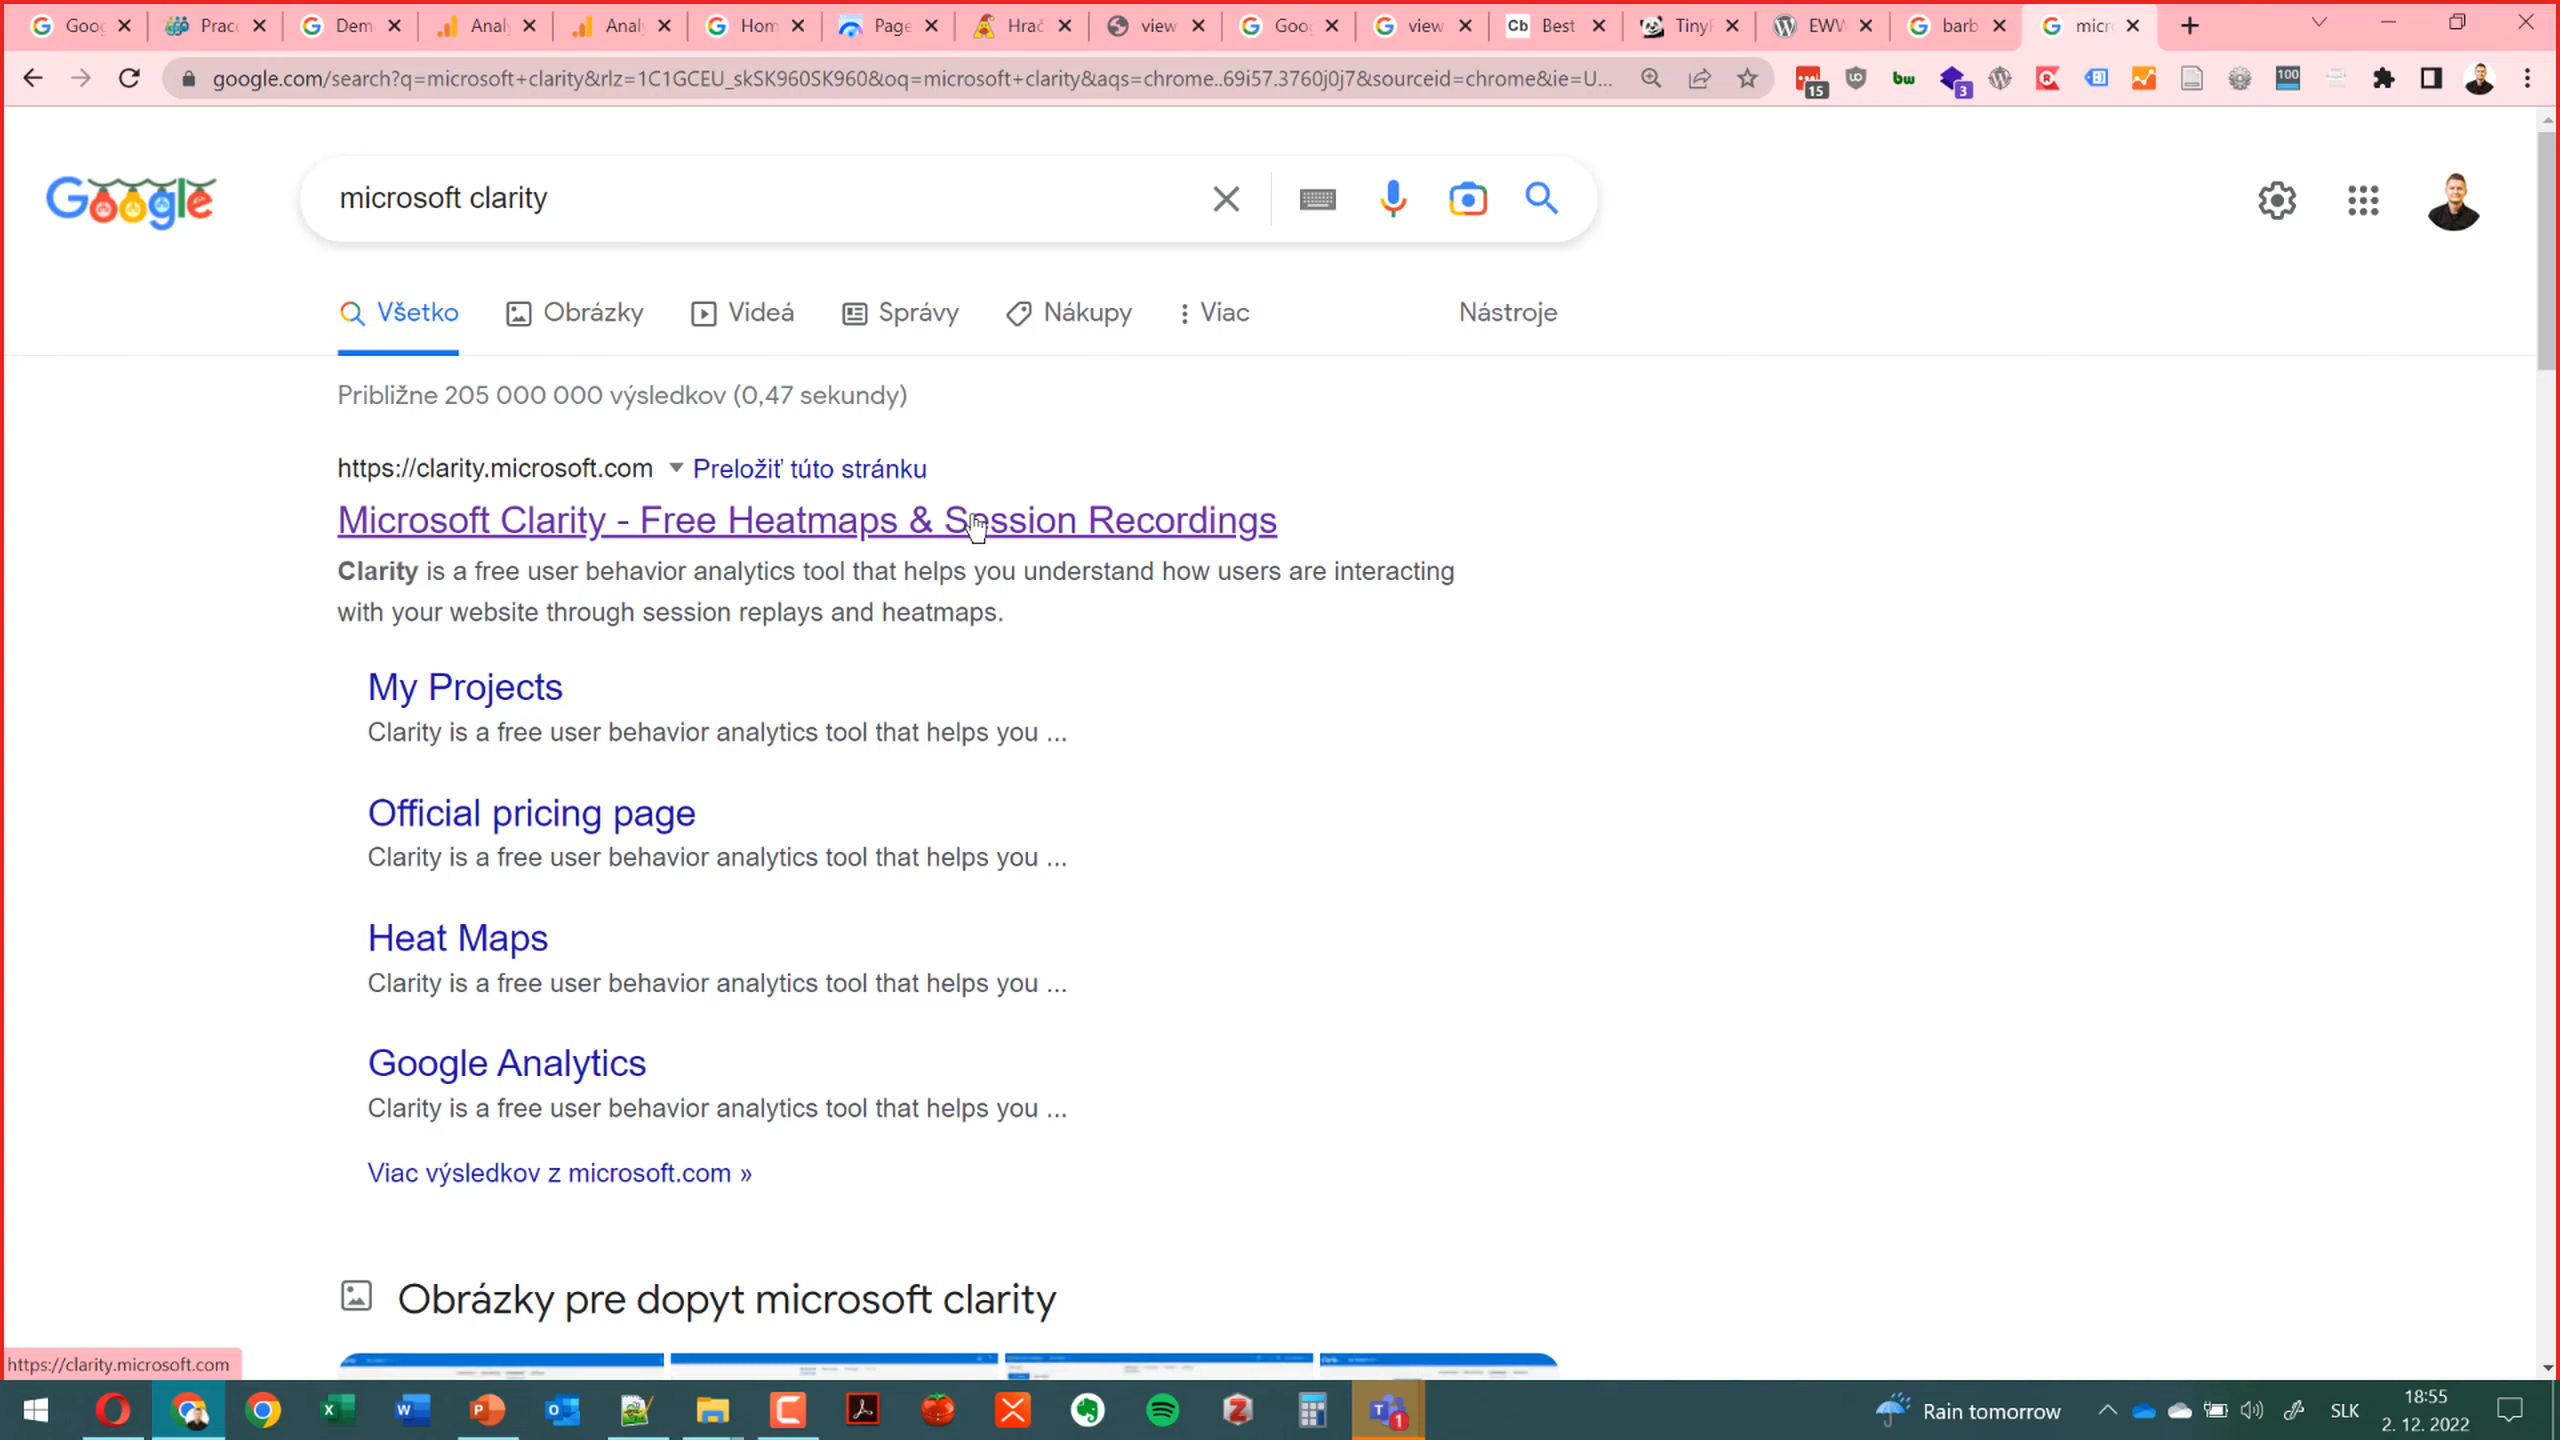 Goo
Prac
Dem
Anal
Anal
Hom
Page
Hrač
view
Goo
view
Cb Best
Tiny
EWW
barb
micr
google.com/search?q=microsoft+clarity&rlz=1C1GCEU_skSK960SK960&oq=microsoft+clarity&aqs=chrome..69i57.3760j0j7&sourceid=chrome&ie=U...
15
bw
3
100
Google
microsoft clarity
Všetko
Obrázky
Videá
Správy
Nákupy
Viac
Nástroje
Približne 205 000 000 výsledkov (0,47 sekundy)
https://clarity.microsoft.com
Preložiť túto stránku
Microsoft Clarity - Free Heatmaps & Session Recordings
Clarity is a free user behavior analytics tool that helps you understand how users are interacting
with your website through session replays and heatmaps.
My Projects
Clarity is a free user behavior analytics tool that helps you ...
Official pricing page
Clarity is a free user behavior analytics tool that helps you ...
Heat Maps
Clarity is a free user behavior analytics tool that helps you ...
Google Analytics
Clarity is a free user behavior analytics tool that helps you ...
Viac výsledkov z microsoft.com »
Obrázky pre dopyt microsoft clarity
https://clarity.microsoft.com
Rain tomorrow
SLK
18:55
2. 12. 2022